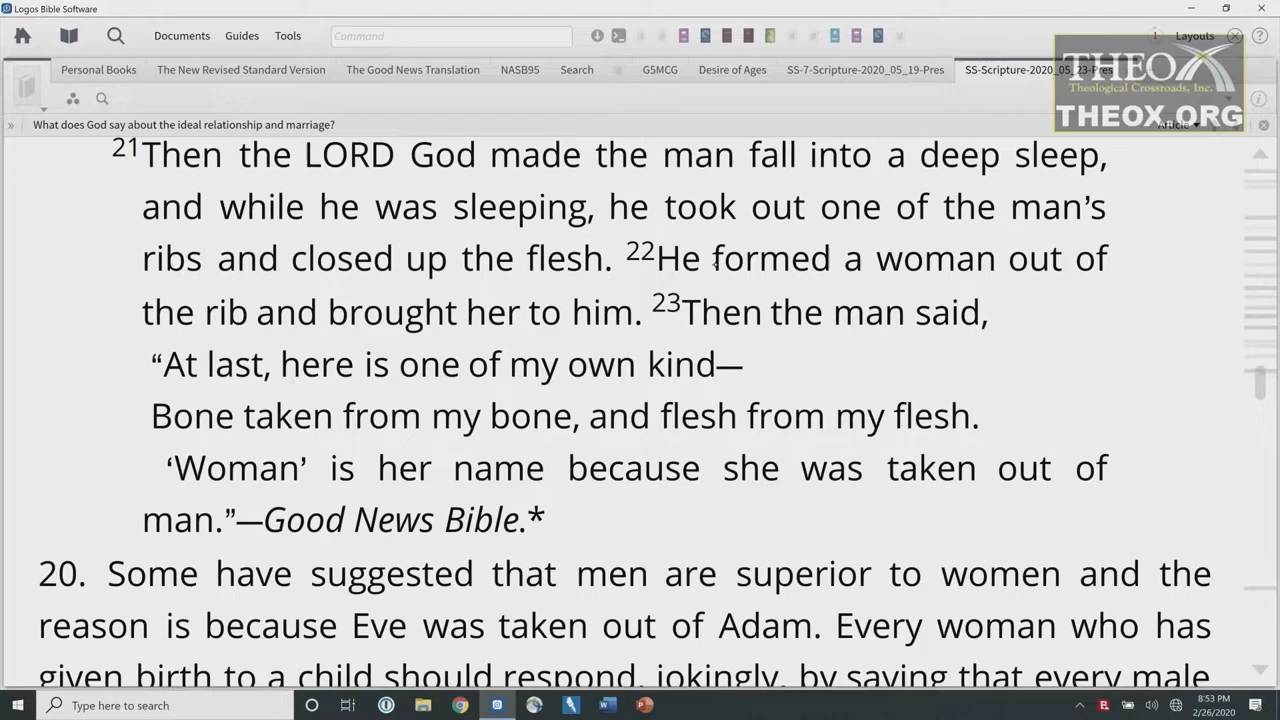 Logos Bible Software
Documents Guides Tools Command Layouts
Personal Books The New Revised Standard Version Translation NASB95 Search G5MCG Desire of Ages SS-7-Scripture-2020_05_19-Pres SS-Scripture-2020_05_23-Pres
THEOX
Theological Crossroads, Inc.
THEOX.ORG
What does God say about the ideal relationship and marriage? Article
21Then the LORD God made the man fall into a deep sleep,
and while he was sleeping, he took out one of the man’s
ribs and closed up the flesh. 22He formed a woman out of
the rib and brought her to him. 23Then the man said,
“At last, here is one of my own kind—
Bone taken from my bone, and flesh from my flesh.
‘Woman’ is her name because she was taken out of
man.”—Good News Bible.*
20. Some have suggested that men are superior to women and the
reason is because Eve was taken out of Adam. Every woman who has
given birth to a child should respond, jokingly, by saying that every male
Type here to search
8:53 PM
2/26/2020